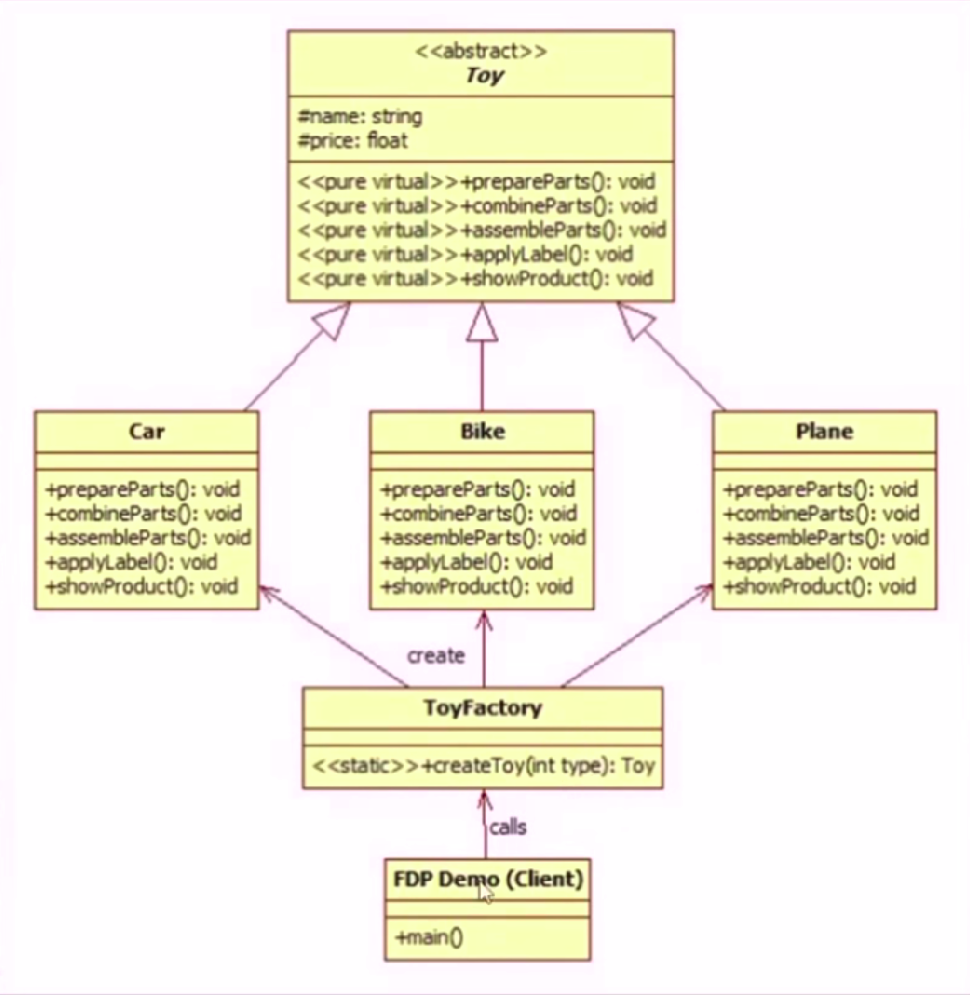 <<abstract>>
Toy
#name: string
#price: float
<<pure virtual>>+prepareParts(): void
<<pure virtual>>+combineParts(): void
<<pure virtual>>+assembleParts(): void
<<pure virtual>>+applyLabel(): void
<<pure virtual>>+showProduct(): void
Car
+prepareParts(): void
+combineParts(): void
+assembleParts(): void
+applyLabel(): void
+showProduct(): void
Bike
+prepareParts(): void
+combineParts(): void
+assembleParts(): void
+applyLabel(): void
+showProduct(): void
Plane
+prepareParts(): void
+combineParts(): void
+assembleParts(): void
+applyLabel(): void
+showProduct(): void
create
ToyFactory
<<static>>+createToy(int type): Toy
calls
FDP Demo (Client)
+main()